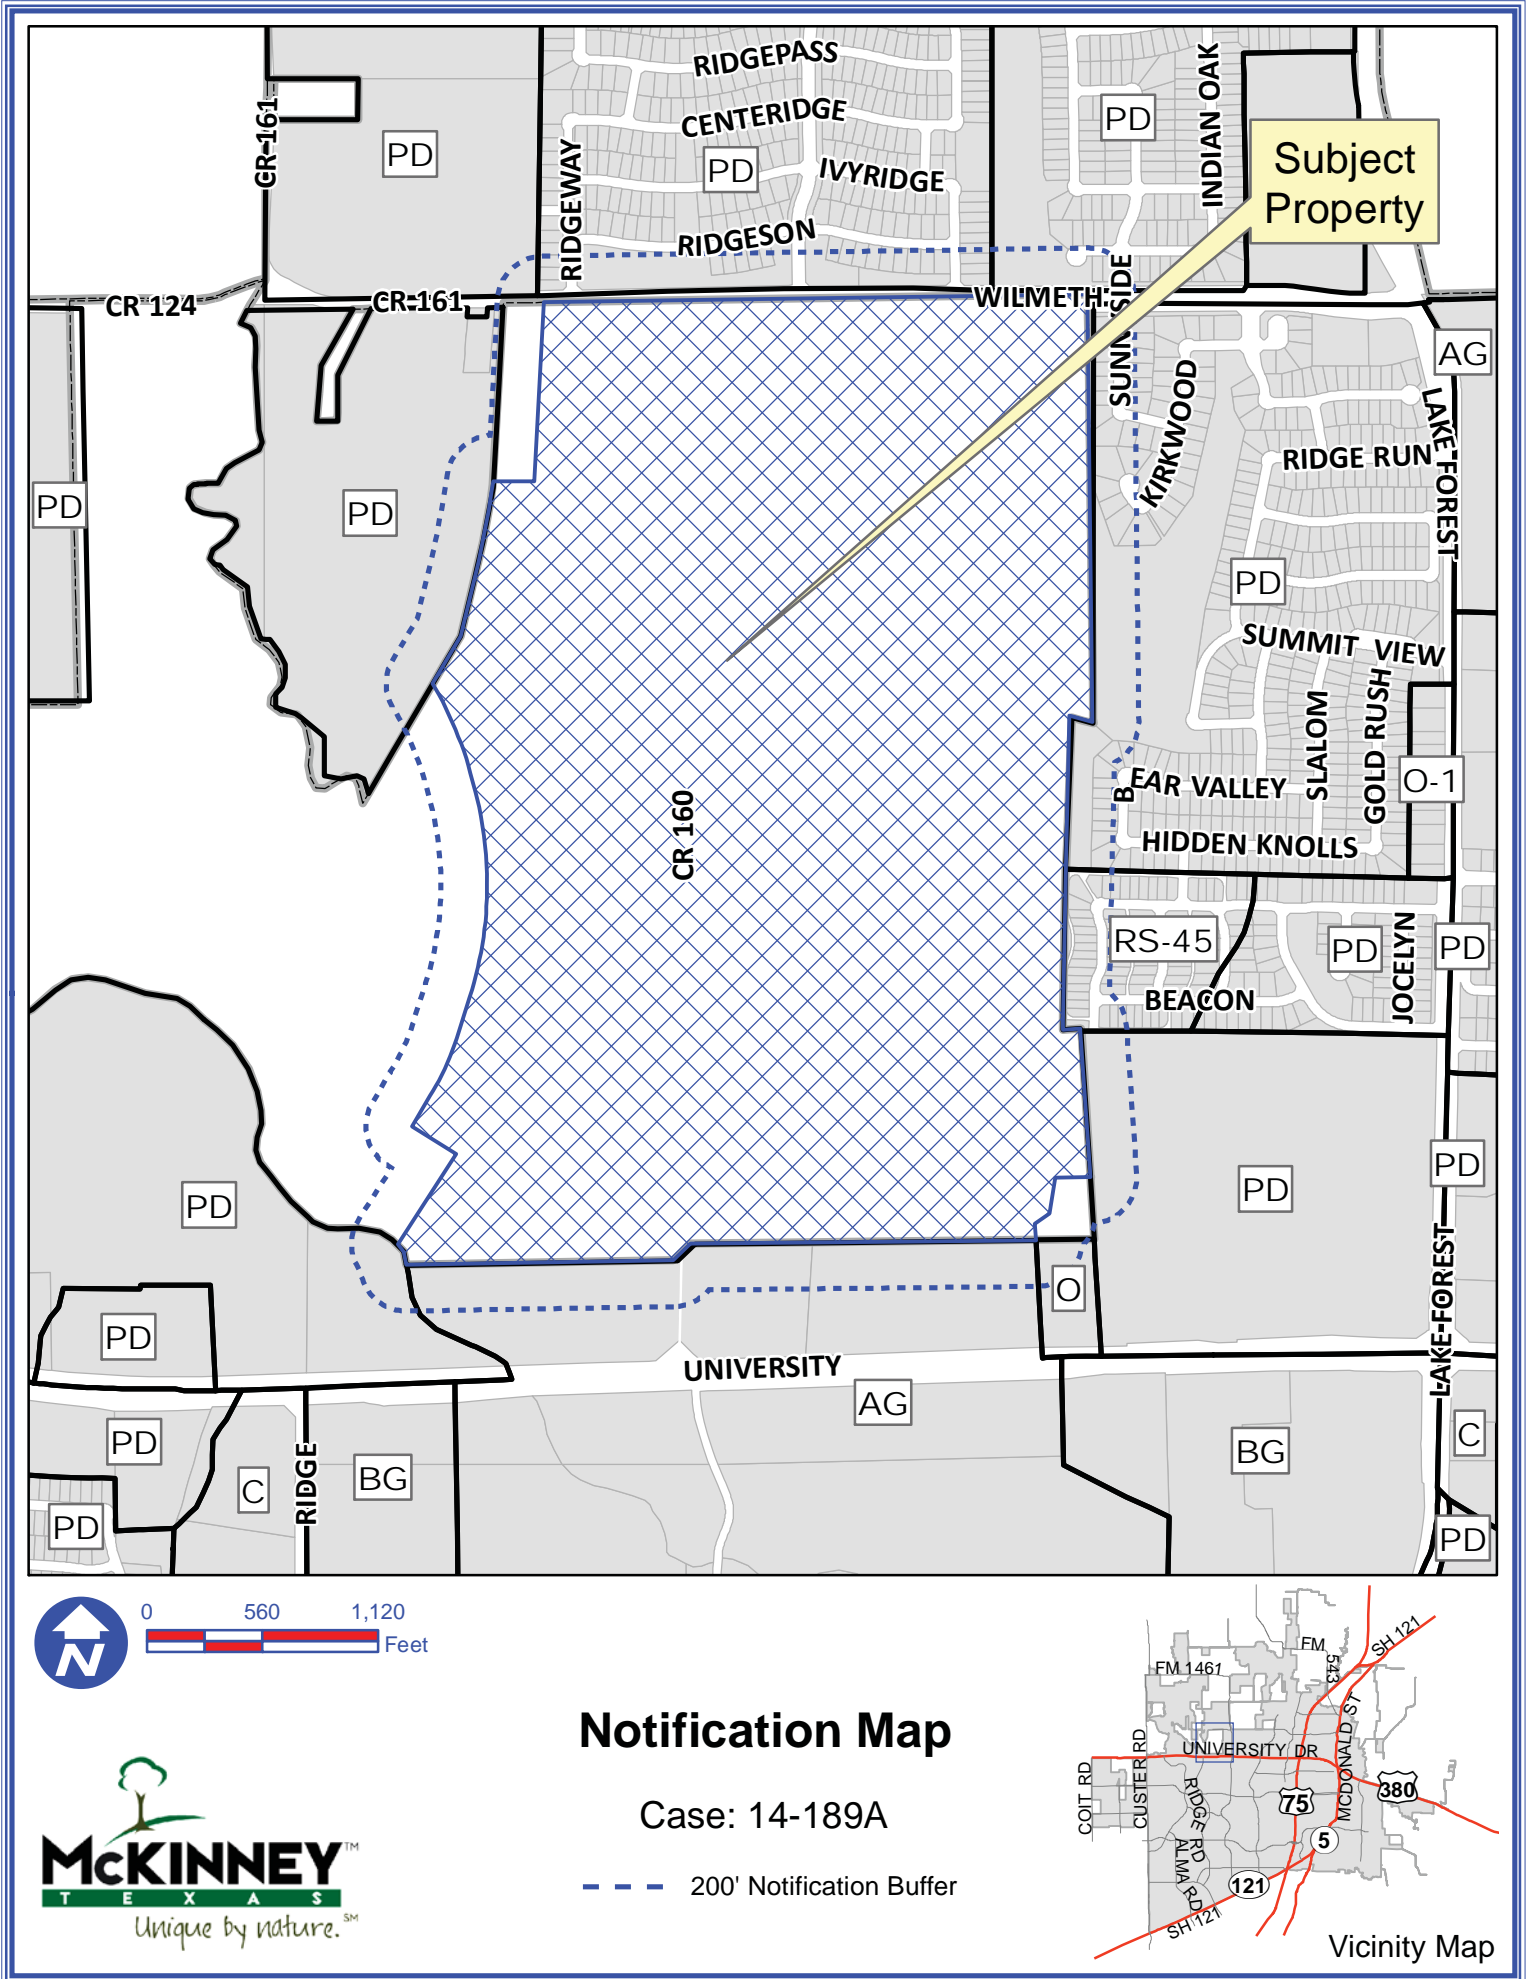 RIDGEPASS
CENTERIDGE
IVYRIDGE
RIDGESON
RIDGEWAY
INDIAN OAK
CR 161
PD
PD
PD
Subject
Property
CR 124
CR 161
WILMETH
SUNNYSIDE
AG
KIRKWOOD
LAKE FOREST
RIDGE RUN
PD
PD
PD
SUMMIT VIEW
SLALOM
GOLD RUSH
O-1
BEAR VALLEY
HIDDEN KNOLLS
CR 160
RS-45
PD
JOCELYN
PD
BEACON
PD
PD
PD
O
PD
LAKE FOREST
UNIVERSITY
AG
PD
C
RIDGE
BG
BG
C
PD
PD
N
0 560 1,120
Feet
Notification Map
Case: 14-189A
200' Notification Buffer
McKINNEY™
TEXAS
Unique by nature.℠
FM 1461
FM 543
SH 121
COIT RD
CUSTER RD
UNIVERSITY DR
MCDONALD ST
RIDGE RD
ALMA RD
75
380
5
121
SH 121
Vicinity Map